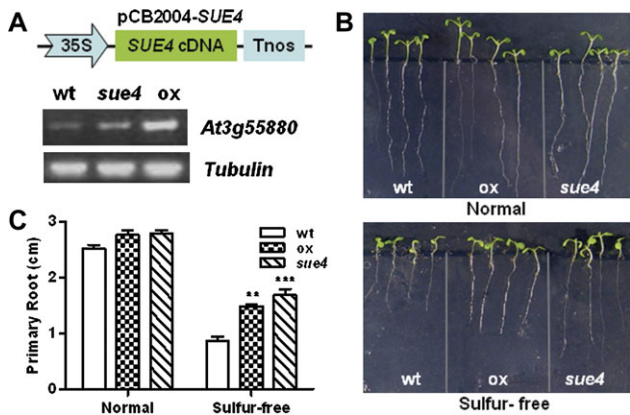 A
pCB2004-SUE4
35S
SUE4 cDNA
Tnos
wt sue4 ox
At3g55880
Tubulin
B
wt ox sue4
Normal
wt ox sue4
Sulfur- free
C
Primary Root (cm)
3
2
1
0
wt
ox
sue4
** ***
Normal Sulfur-free